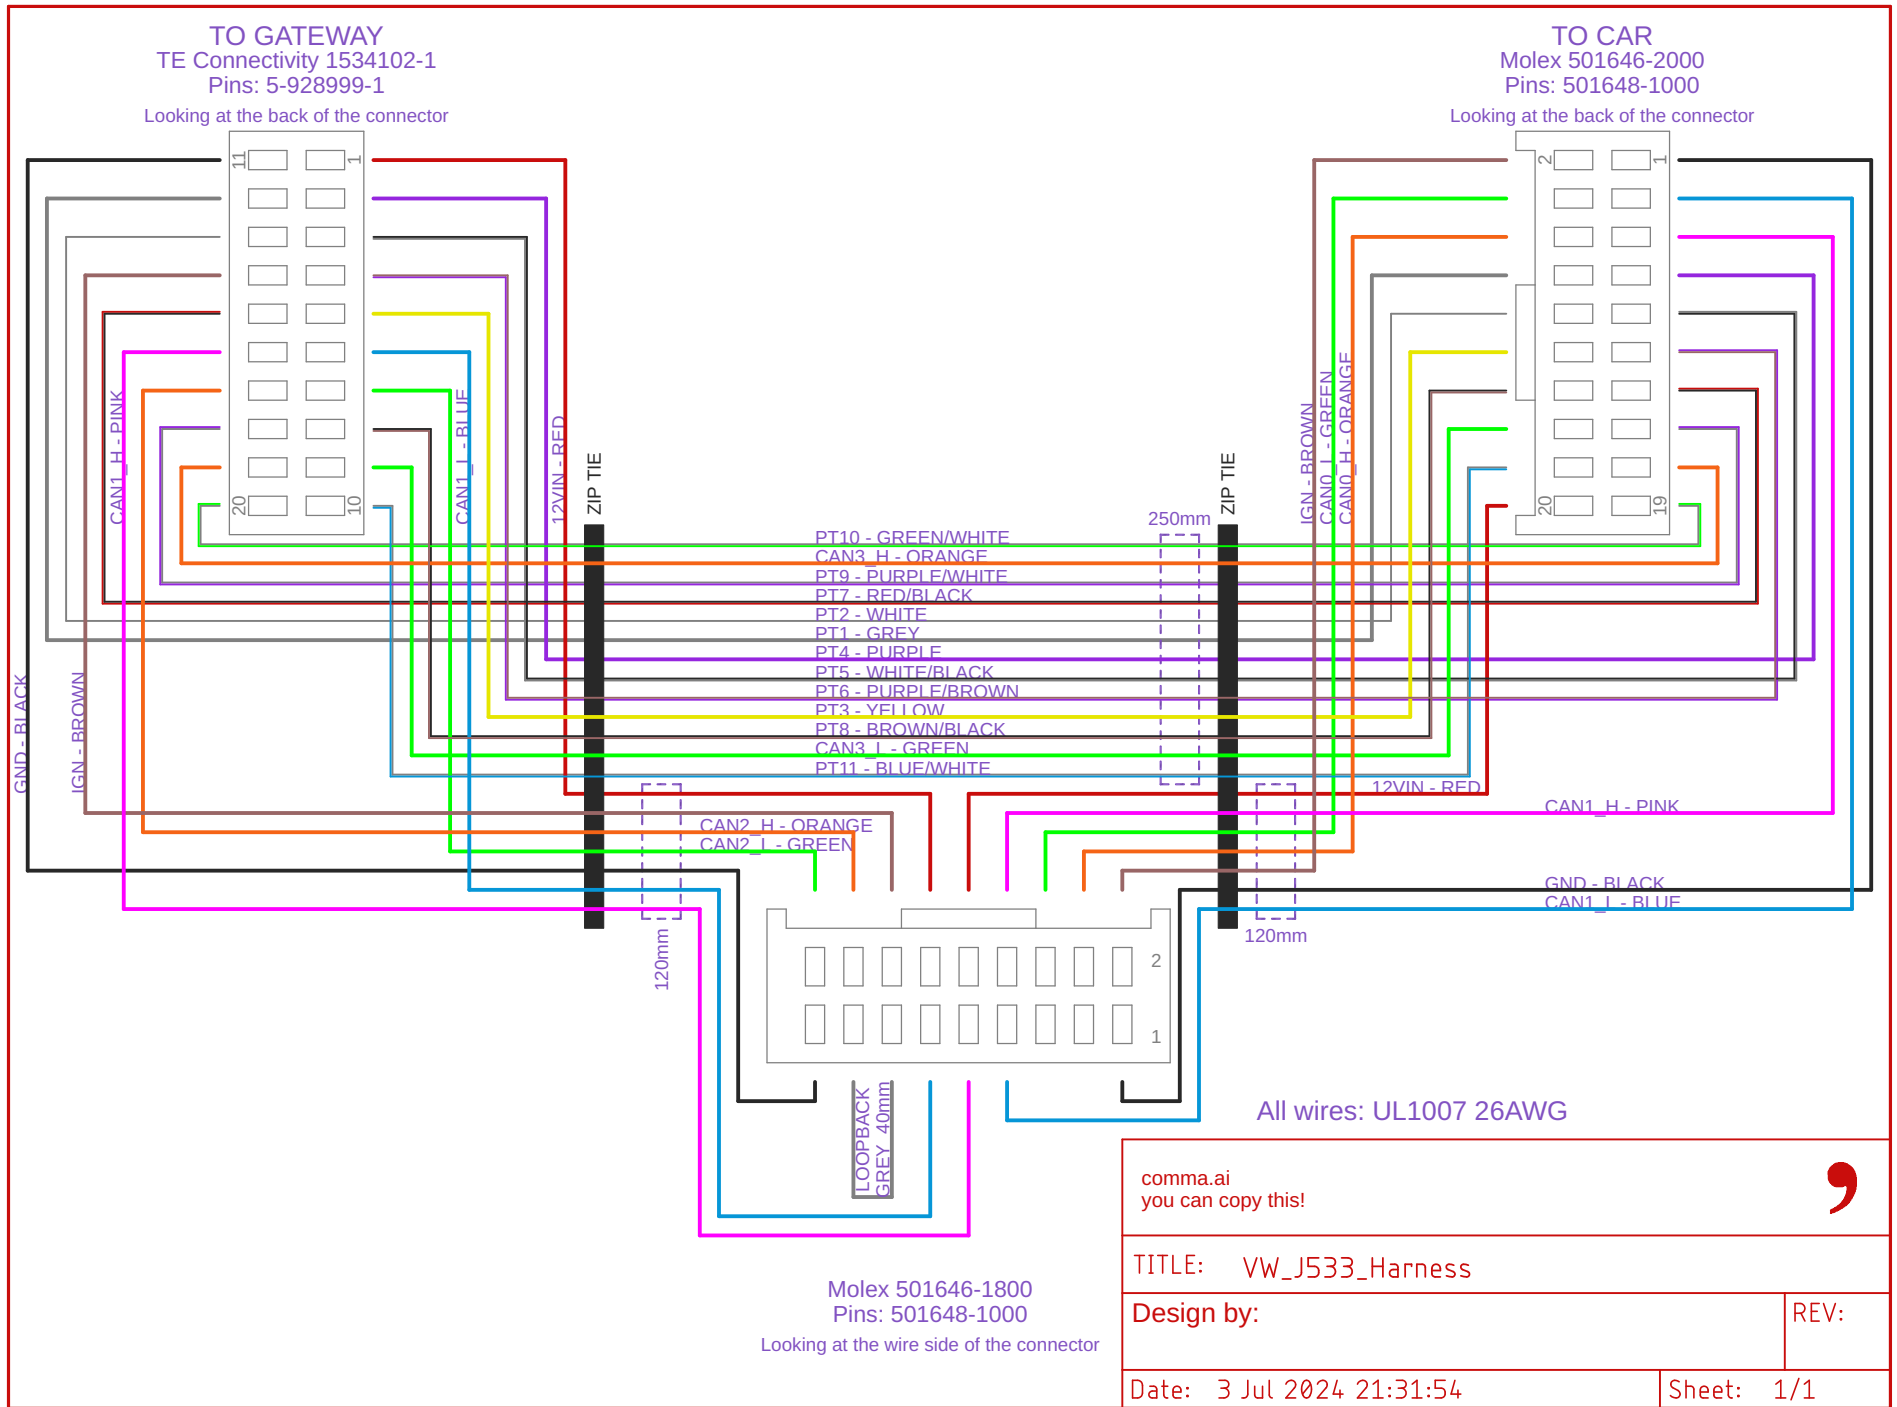 TO GATEWAY
TE Connectivity 1534102-1
Pins: 5-928999-1
Looking at the back of the connector
TO CAR
Molex 501646-2000
Pins: 501648-1000
Looking at the back of the connector
11
1
20
10
2
1
20
19
CAN1_H - PINK
CAN1_L - BLUE
12VIN - RED
ZIP TIE
GND - BLACK
IGN - BROWN
ZIP TIE
IGN - BROWN
CAN0_L - GREEN
CAN0_H - ORANGE
250mm
PT10 - GREEN/WHITE
CAN3_H - ORANGE
PT9 - PURPLE/WHITE
PT7 - RED/BLACK
PT2 - WHITE
PT1 - GREY
PT4 - PURPLE
PT5 - WHITE/BLACK
PT6 - PURPLE/BROWN
PT3 - YELLOW
PT8 - BROWN/BLACK
CAN3_L - GREEN
PT11 - BLUE/WHITE
12VIN - RED
CAN1_H - PINK
CAN2_H - ORANGE
CAN2_L - GREEN
GND - BLACK
CAN1_L - BLUE
120mm
120mm
2
1
LOOPBACK
GREY 40mm
All wires: UL1007 26AWG
Molex 501646-1800
Pins: 501648-1000
Looking at the wire side of the connector
comma.ai
you can copy this!
TITLE: VW_J533_Harness
Design by:
REV:
Date: 3 Jul 2024 21:31:54
Sheet: 1/1